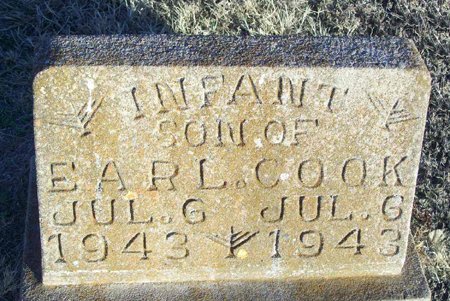 INFANT
SON OF
EARL. COOK
JUL. 6 JUL. 6
1943 1943